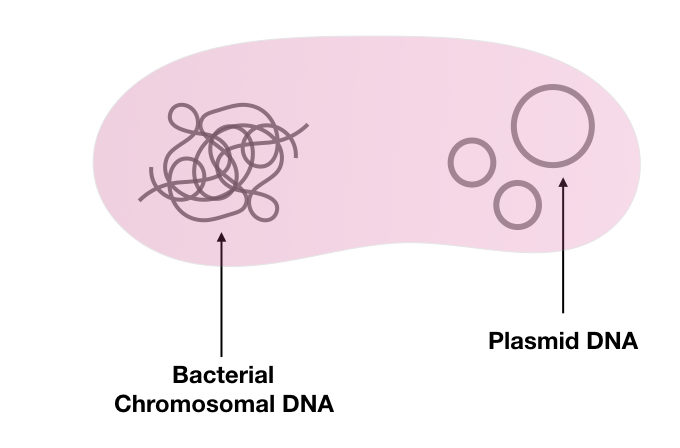 Plasmid DNA
Bacterial
Chromosomal DNA